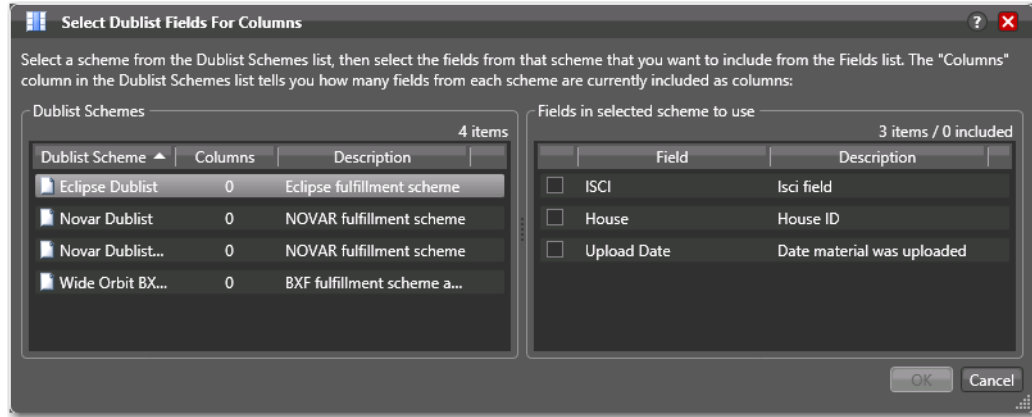 Select Dublist Fields For Columns
Select a scheme from the Dublist Schemes list, then select the fields from that scheme that you want to include from the Fields list. The "Columns"
column in the Dublist Schemes list tells you how many fields from each scheme are currently included as columns:
Dublist Schemes
4 items
Dublist Scheme Columns Description
Eclipse Dublist 0 Eclipse fulfillment scheme
Novar Dublist 0 NOVAR fulfillment scheme
Novar Dublist... 0 NOVAR fulfillment scheme
Wide Orbit BX... 0 BXF fulfillment scheme a...
Fields in selected scheme to use
3 items / 0 included
Field Description
ISCI Isci field
House House ID
Upload Date Date material was uploaded
OK Cancel